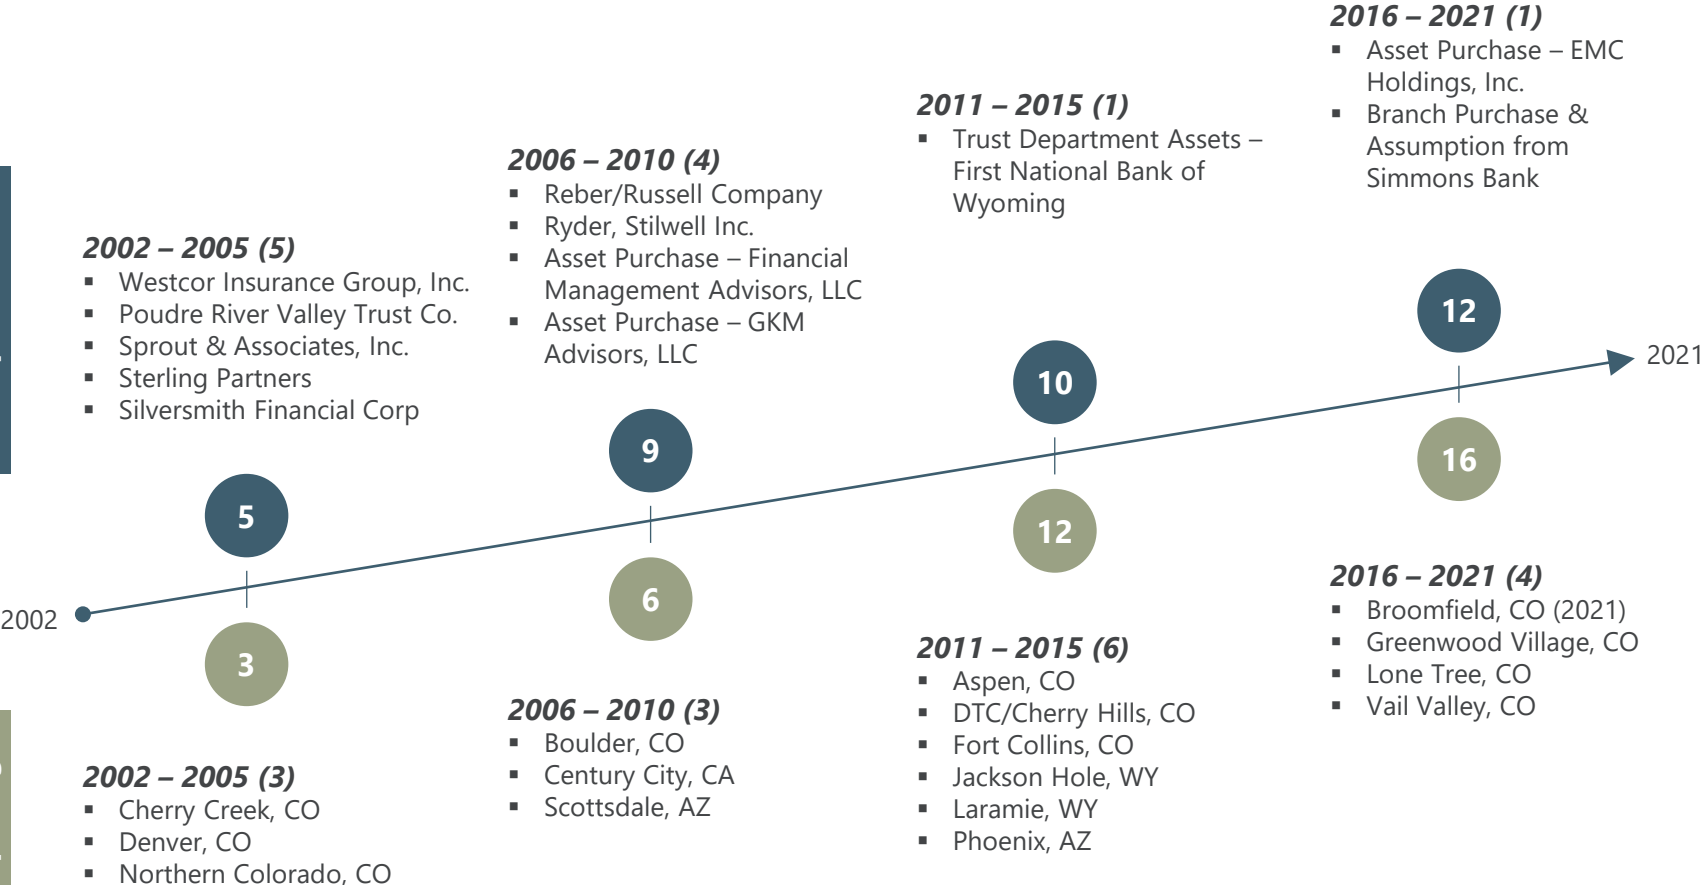 2016 – 2021 (1)
▪ Asset Purchase – EMC
Holdings, Inc.
▪ Branch Purchase &
Assumption from
Simmons Bank
2011 – 2015 (1)
▪ Trust Department Assets –
First National Bank of
Wyoming
2006 – 2010 (4)
▪ Reber/Russell Company
▪ Ryder, Stilwell Inc.
▪ Asset Purchase – Financial
Management Advisors, LLC
▪ Asset Purchase – GKM
Advisors, LLC
2002 – 2005 (5)
▪ Westcor Insurance Group, Inc.
▪ Poudre River Valley Trust Co.
▪ Sprout & Associates, Inc.
▪ Sterling Partners
▪ Silversmith Financial Corp
5
9
10
12
2002
2021
3
6
12
16
2002 – 2005 (3)
▪ Cherry Creek, CO
▪ Denver, CO
▪ Northern Colorado, CO
2006 – 2010 (3)
▪ Boulder, CO
▪ Century City, CA
▪ Scottsdale, AZ
2011 – 2015 (6)
▪ Aspen, CO
▪ DTC/Cherry Hills, CO
▪ Fort Collins, CO
▪ Jackson Hole, WY
▪ Laramie, WY
▪ Phoenix, AZ
2016 – 2021 (4)
▪ Broomfield, CO (2021)
▪ Greenwood Village, CO
▪ Lone Tree, CO
▪ Vail Valley, CO